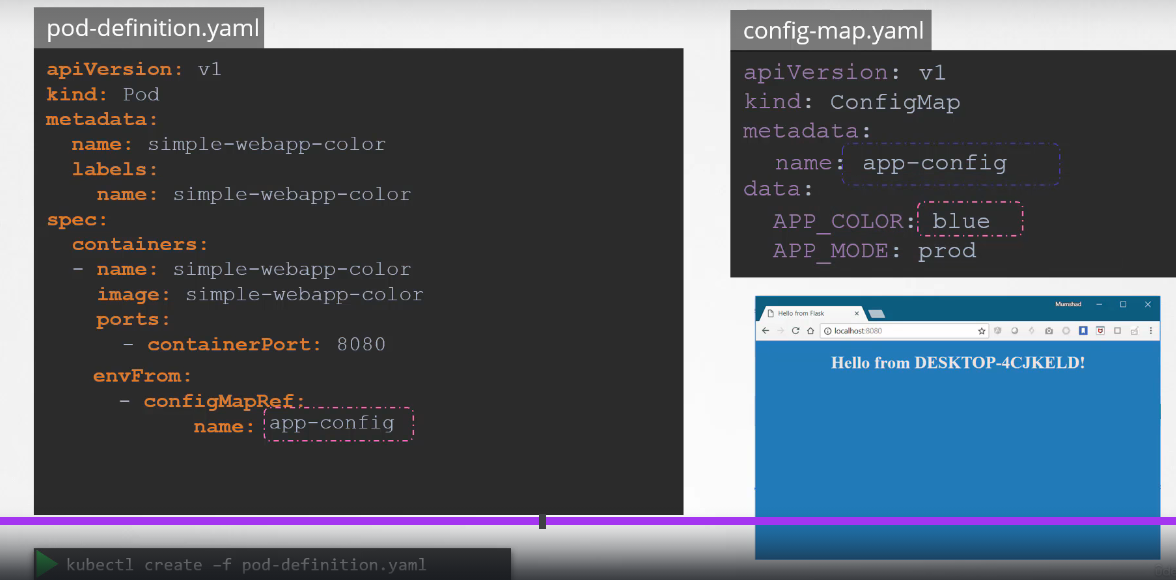 pod-definition.yaml
apiVersion: v1
kind: Pod
metadata:
name: simple-webapp-color
labels:
name: simple-webapp-color
spec:
containers:
- name: simple-webapp-color
image: simple-webapp-color
ports:
- containerPort: 8080
envFrom:
- configMapRef:
name: app-config
config-map.yaml
apiVersion: v1
kind: ConfigMap
metadata:
name: app-config
data:
APP_COLOR: blue
APP_MODE: prod
Mumshad
Hello from Flask
localhost:8080
Hello from DESKTOP-4CJKELD!
kubectl create –f pod-definition.yaml